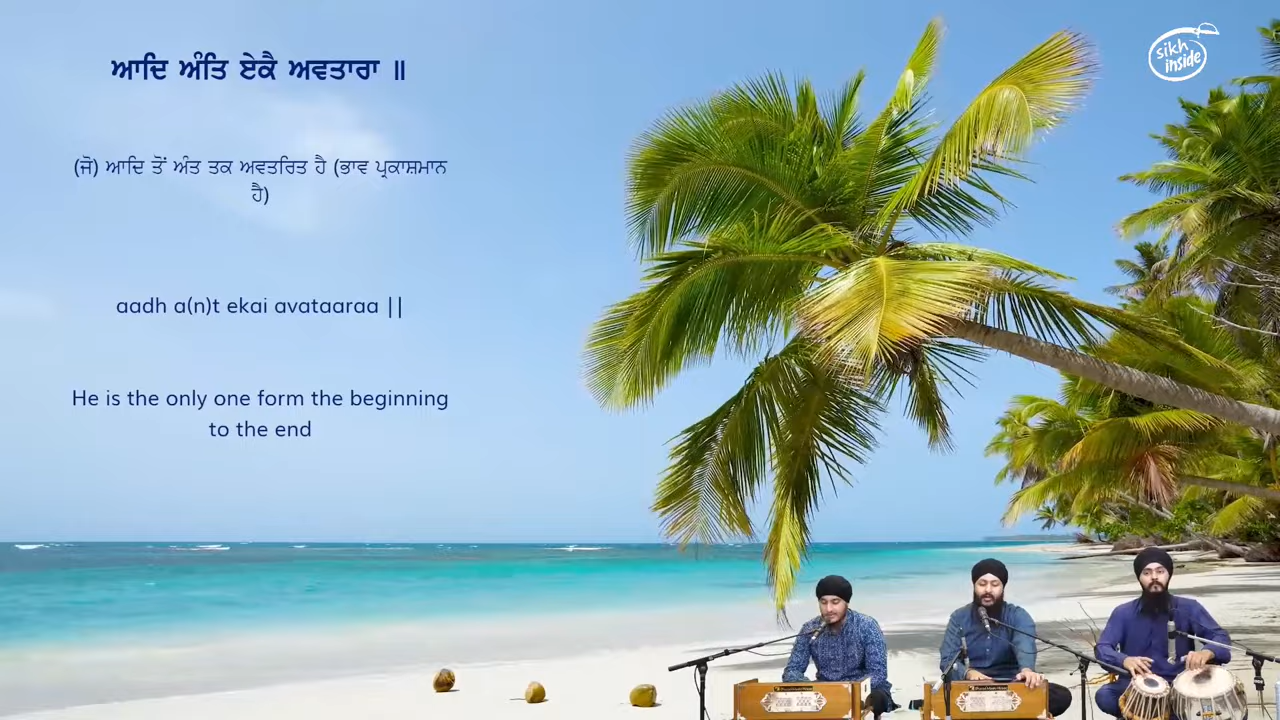 ਆਦਿ ਅੰਤਿ ਏਕੈ ਅਵਤਾਰਾ ॥
(ਜੋ) ਆਦਿ ਤੋਂ ਅੰਤ ਤਕ ਅਵਤਰਿਤ ਹੈ (ਭਾਵ ਪ੍ਰਕਾਸ਼ਮਾਨ
ਹੈ)
aadh a(n)t ekai avataaraa ||
He is the only one form the beginning
to the end
sikh
inside